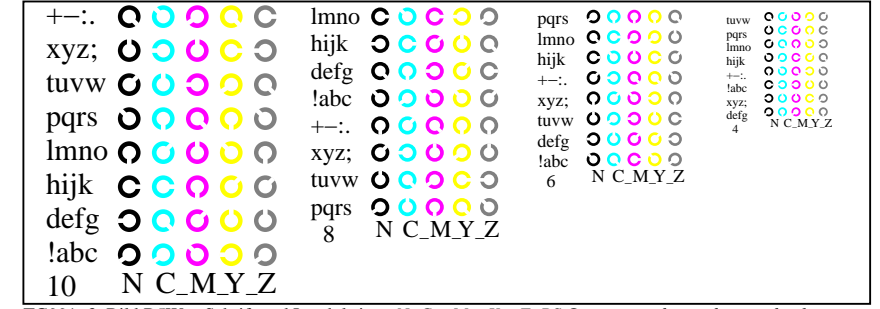 +−:.
xyz;
tuvw
pqrs
lmno
hijk
defg
!abc
10 N C_M_Y_Z
lmno
hijk
defg
!abc
+−:.
xyz;
tuvw
pqrs
8 N C_M_Y_Z
pqrs
lmno
hijk
+−:.
xyz;
tuvw
defg
!abc
6 N C_M_Y_Z
tuvw
pqrs
lmno
hijk
+−:.
!abc
xyz;
defg
4 N C_M_Y_Z